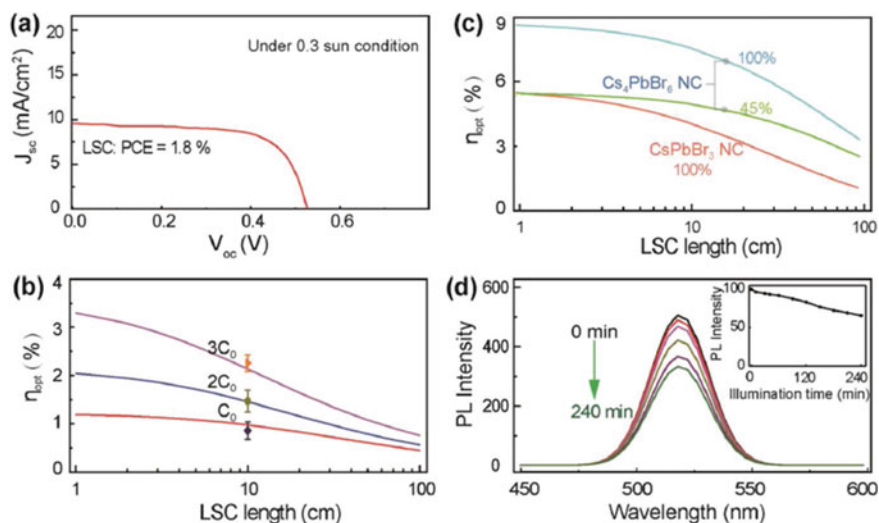 (a)
20
15
10
5
0
J_sc (mA/cm²)
Under 0.3 sun condition
LSC: PCE = 1.8 %
0.0 0.2 0.4 0.6
V_oc (V)
(b)
4
3
2
1
0
η_opt (%)
3C₀
2C₀
C₀
1 10 100
LSC length (cm)
(c)
9
6
3
0
η_opt (%)
100%
Cs₄PbBr₆ NC
45%
CsPbBr₃ NC
100%
1 10 100
LSC length (cm)
(d)
600
500
400
300
200
100
0
PL Intensity
0 min
240 min
450 500 550 600
Wavelength (nm)
100
50
0
PL Intensity
0 120 240
Illumination time (min)